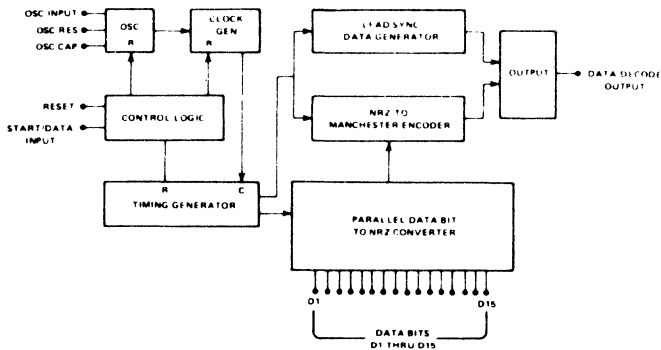 OSC INPUT
OSC RES
OSC CAP
OSC
R
CLOCK
GEN
R
LEAD SYNC
DATA GENERATOR
OUTPUT
DATA DECODE
OUTPUT
RESET
START/DATA
INPUT
CONTROL LOGIC
NRZ TO
MANCHESTER ENCODER
R
C
TIMING GENERATOR
PARALLEL DATA BIT
TO NRZ CONVERTER
D1
D15
DATA BITS
D1 THRU D15